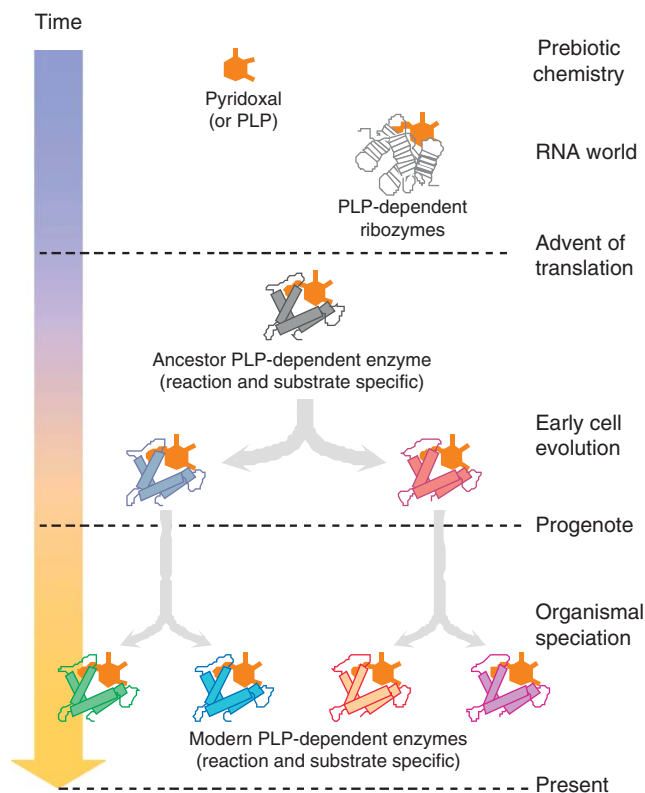 Time
Prebiotic
chemistry
Pyridoxal
(or PLP)
RNA world
PLP-dependent
ribozymes
Advent of
translation
Ancestor PLP-dependent enzyme
(reaction and substrate specific)
Early cell
evolution
Progenote
Organismal
speciation
Modern PLP-dependent enzymes
(reaction and substrate specific)
Present